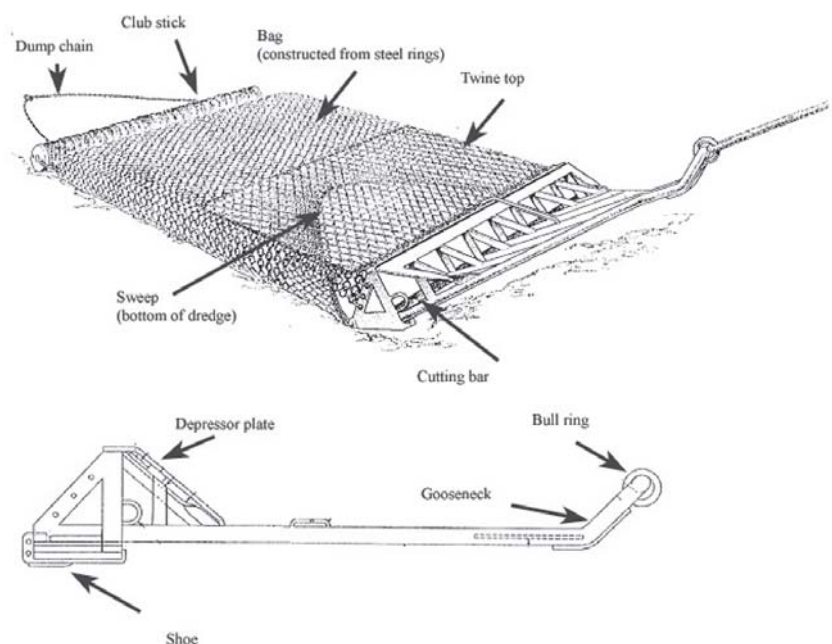 Club stick
Dump chain
Bag
(constructed from steel rings)
Twine top
Sweep
(bottom of dredge)
Cutting bar
Depressor plate
Bull ring
Gooseneck
Shoe